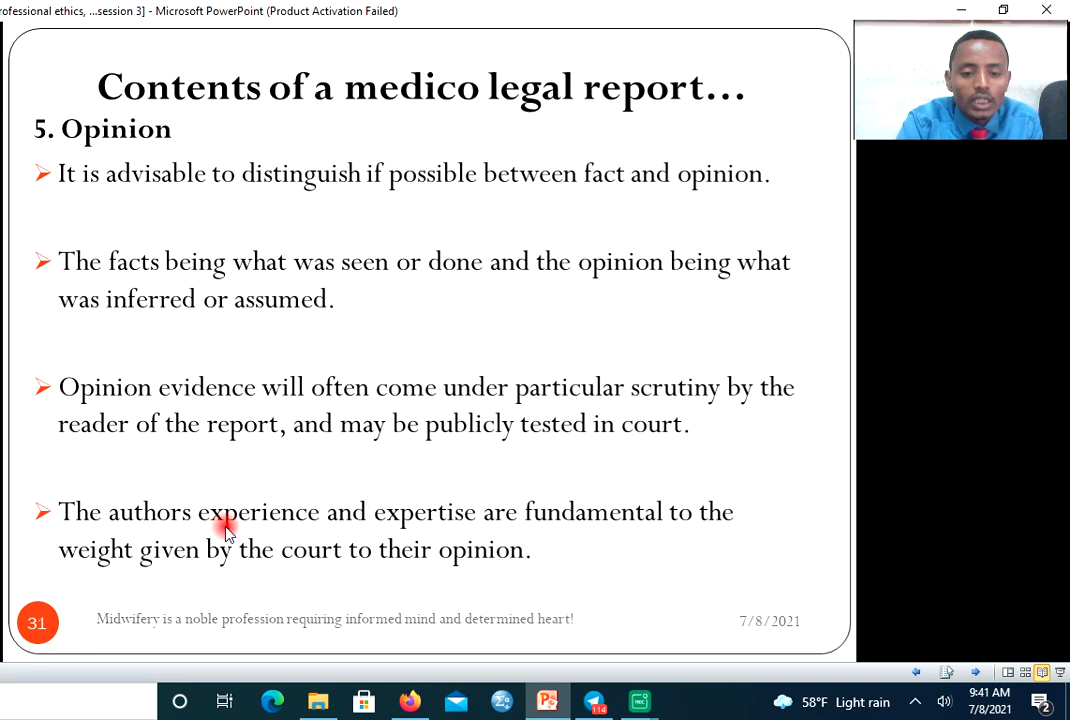 rofessional ethics, ...session 3] - Microsoft PowerPoint (Product Activation Failed)
Contents of a medico legal report...
5. Opinion
It is advisable to distinguish if possible between fact and opinion.
The facts being what was seen or done and the opinion being what
was inferred or assumed.
Opinion evidence will often come under particular scrutiny by the
reader of the report, and may be publicly tested in court.
The authors experience and expertise are fundamental to the
weight given by the court to their opinion.
31
Midwifery is a noble profession requiring informed mind and determined heart!
7/8/2021
114
REC
58°F Light rain
9:41 AM
7/8/2021
2